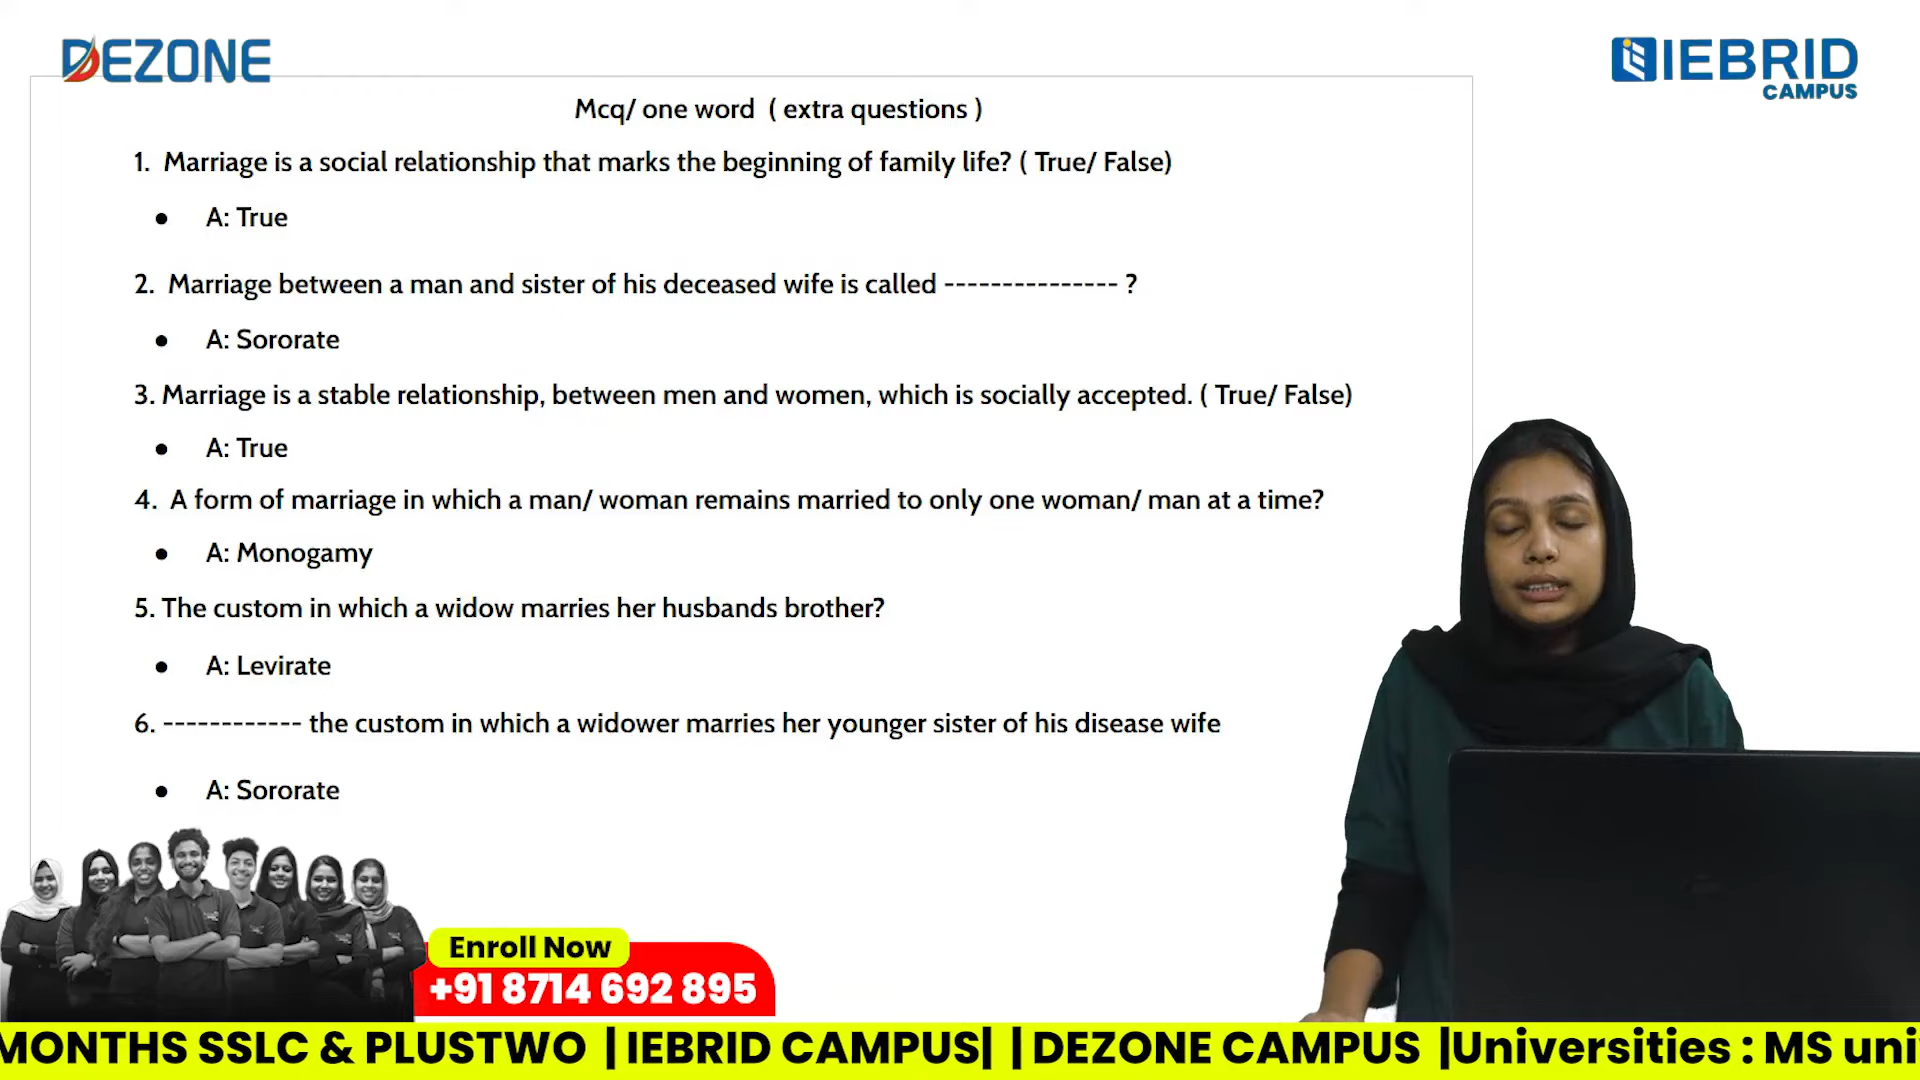 DEZONE
IEBRID
CAMPUS
Mcq/ one word ( extra questions )
1. Marriage is a social relationship that marks the beginning of family life? ( True/ False)
● A: True
2. Marriage between a man and sister of his deceased wife is called --------------- ?
● A: Sororate
3. Marriage is a stable relationship, between men and women, which is socially accepted. ( True/ False)
● A: True
4. A form of marriage in which a man/ woman remains married to only one woman/ man at a time?
● A: Monogamy
5. The custom in which a widow marries her husbands brother?
● A: Levirate
6. ------------ the custom in which a widower marries her younger sister of his disease wife
● A: Sororate
Enroll Now
+91 8714 692 895
MONTHS SSLC & PLUSTWO | IEBRID CAMPUS| | DEZONE CAMPUS |Universities : MS uni